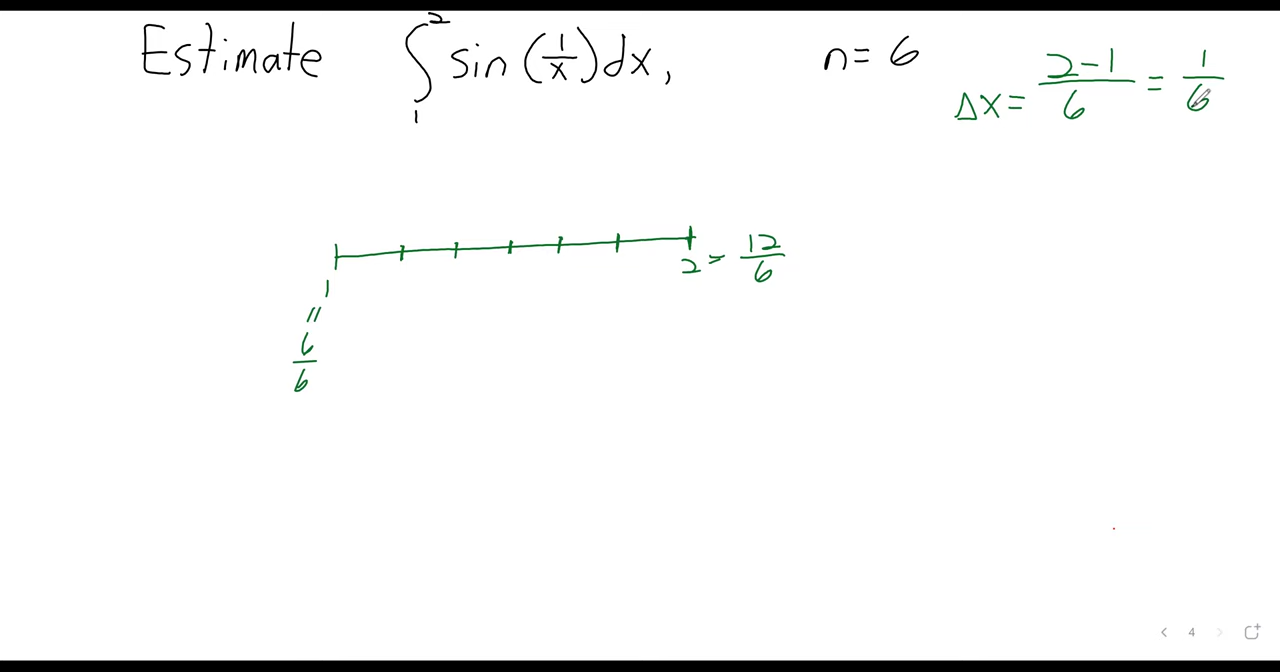 Estimate ∫₁² sin(1/x)dx, n= 6 Δx= (2-1)/6 = 1/6
2 = 12/6
1
=
6/6
4